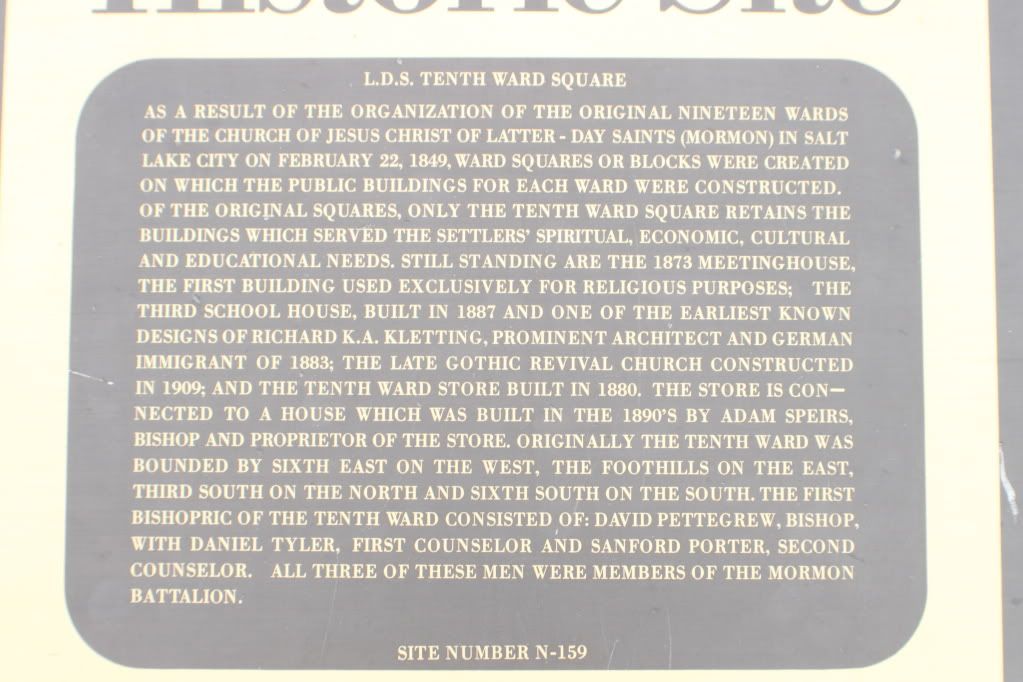 Historic Site
L.D.S. TENTH WARD SQUARE
AS A RESULT OF THE ORGANIZATION OF THE ORIGINAL NINETEEN WARDS
OF THE CHURCH OF JESUS CHRIST OF LATTER - DAY SAINTS (MORMON) IN SALT
LAKE CITY ON FEBRUARY 22, 1849, WARD SQUARES OR BLOCKS WERE CREATED
ON WHICH THE PUBLIC BUILDINGS FOR EACH WARD WERE CONSTRUCTED.
OF THE ORIGINAL SQUARES, ONLY THE TENTH WARD SQUARE RETAINS THE
BUILDINGS WHICH SERVED THE SETTLERS' SPIRITUAL, ECONOMIC, CULTURAL
AND EDUCATIONAL NEEDS. STILL STANDING ARE THE 1873 MEETINGHOUSE,
THE FIRST BUILDING USED EXCLUSIVELY FOR RELIGIOUS PURPOSES; THE
THIRD SCHOOL HOUSE, BUILT IN 1887 AND ONE OF THE EARLIEST KNOWN
DESIGNS OF RICHARD K.A. KLETTING, PROMINENT ARCHITECT AND GERMAN
IMMIGRANT OF 1883; THE LATE GOTHIC REVIVAL CHURCH CONSTRUCTED
IN 1909; AND THE TENTH WARD STORE BUILT IN 1880. THE STORE IS CON—
NECTED TO A HOUSE WHICH WAS BUILT IN THE 1890'S BY ADAM SPEIRS,
BISHOP AND PROPRIETOR OF THE STORE. ORIGINALLY THE TENTH WARD WAS
BOUNDED BY SIXTH EAST ON THE WEST, THE FOOTHILLS ON THE EAST,
THIRD SOUTH ON THE NORTH AND SIXTH SOUTH ON THE SOUTH. THE FIRST
BISHOPRIC OF THE TENTH WARD CONSISTED OF: DAVID PETTEGREW, BISHOP,
WITH DANIEL TYLER, FIRST COUNSELOR AND SANFORD PORTER, SECOND
COUNSELOR. ALL THREE OF THESE MEN WERE MEMBERS OF THE MORMON
BATTALION.
SITE NUMBER N-159